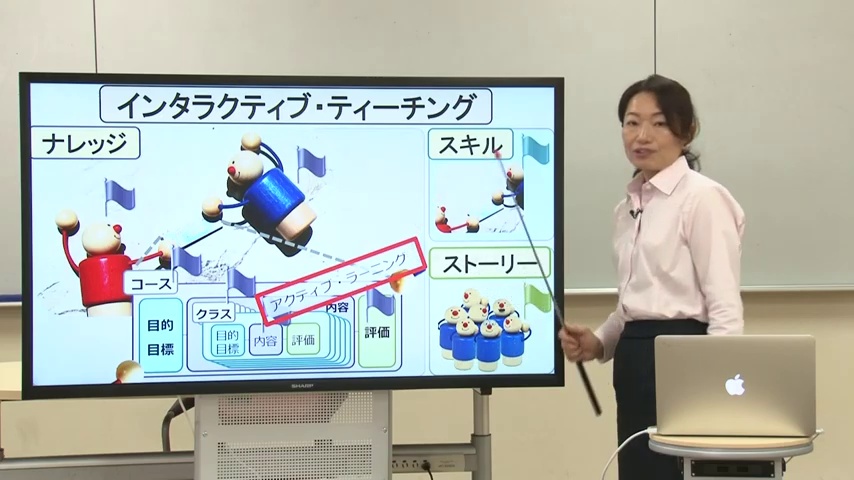 インタラクティブ・ティーチング
ナレッジ
スキル
ストーリー
コース
アクティブ・ラーニング
クラス
内容
目的
目標
目的
目標
内容
評価
評価
SHARP